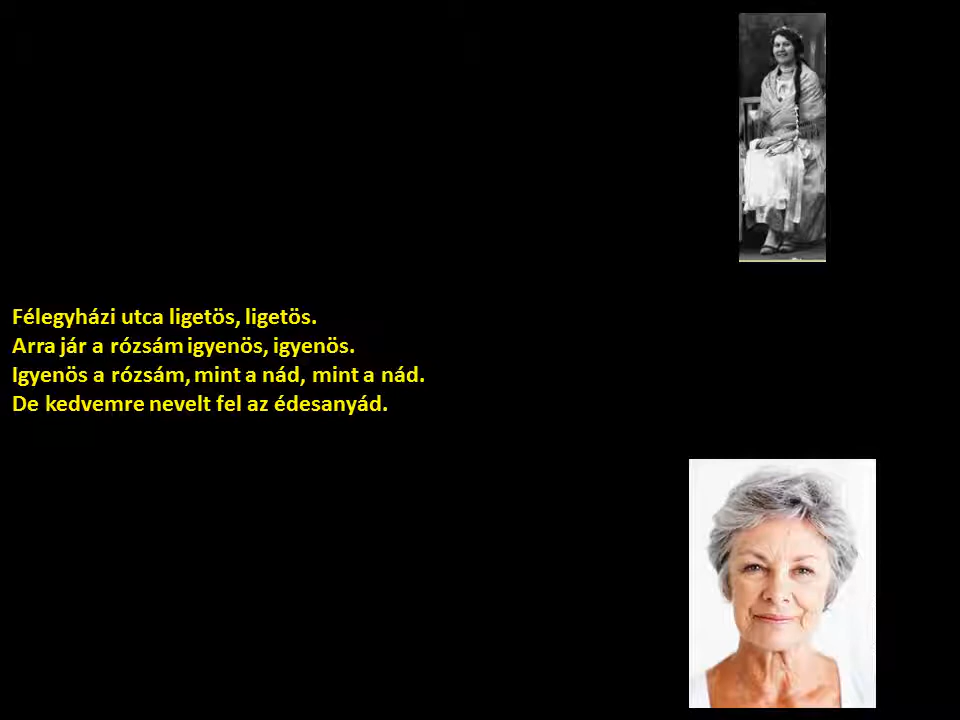 Félegyházi utca ligetös, ligetös.
Arra jár a rózsám igyenös, igyenös.
Igyenös a rózsám, mint a nád, mint a nád.
De kedvemre nevelt fel az édesanyád.